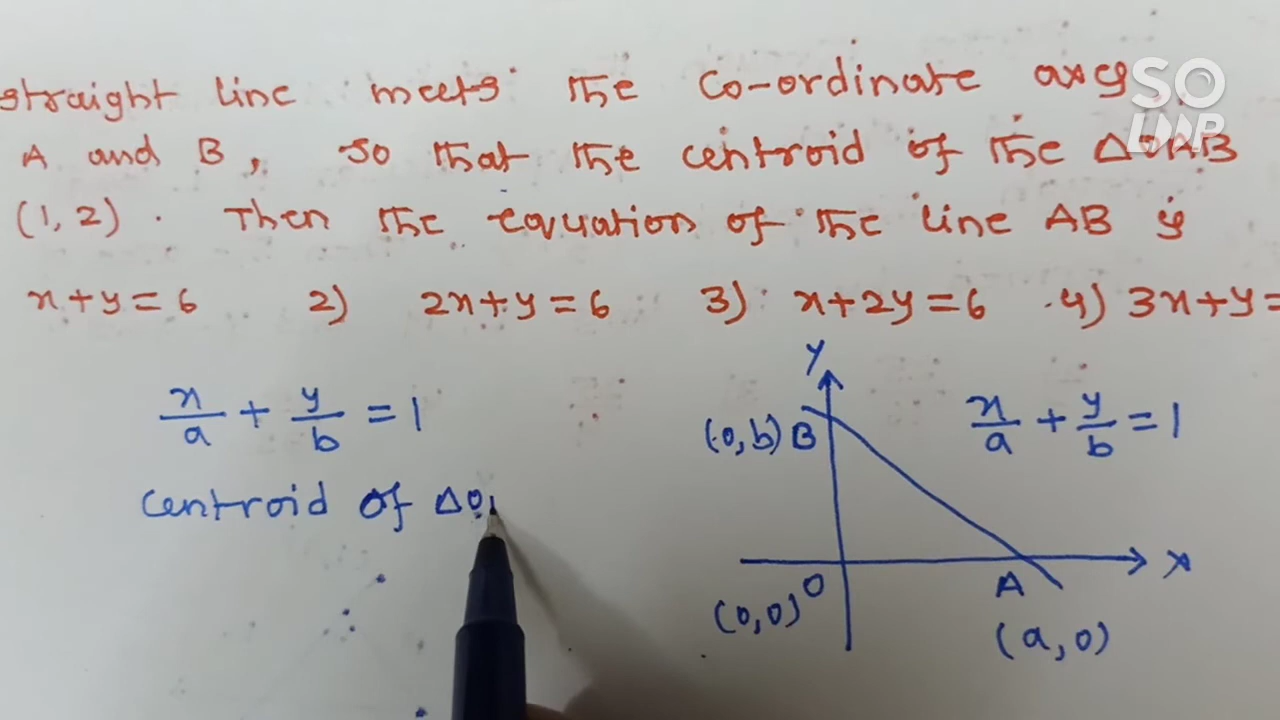 straight line meets the Co-ordinate axes
A and B, so that the centroid of the ΔOAB
(1,2). Then the equation of the line AB is
x+y=6 2) 2x+y=6 3) x+2y=6 4) 3x+y=
x/a + y/b = 1
centroid of ΔO
y
(0,b) B
x/a + y/b = 1
x
O
(0,0)
A
(a,0)
SO
LMP